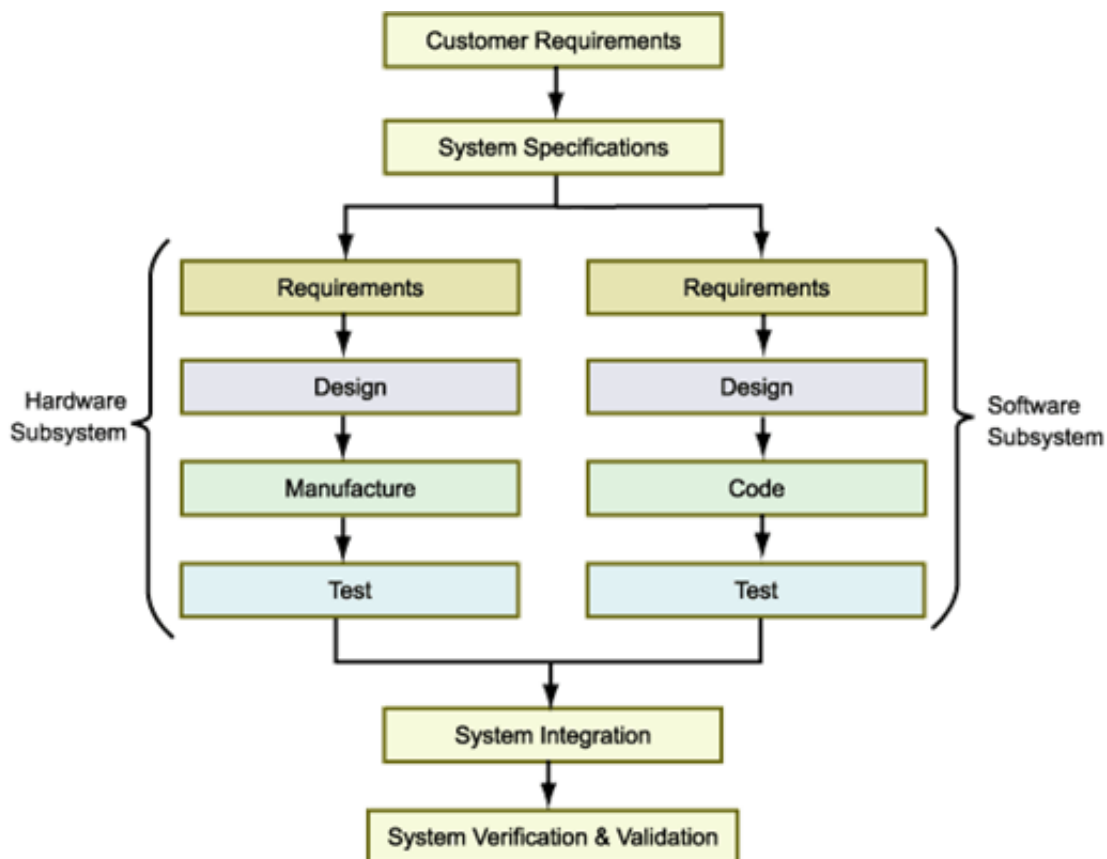 Customer Requirements
System Specifications
Requirements
Requirements
Design
Design
Hardware
Subsystem
Software
Subsystem
Manufacture
Code
Test
Test
System Integration
System Verification & Validation